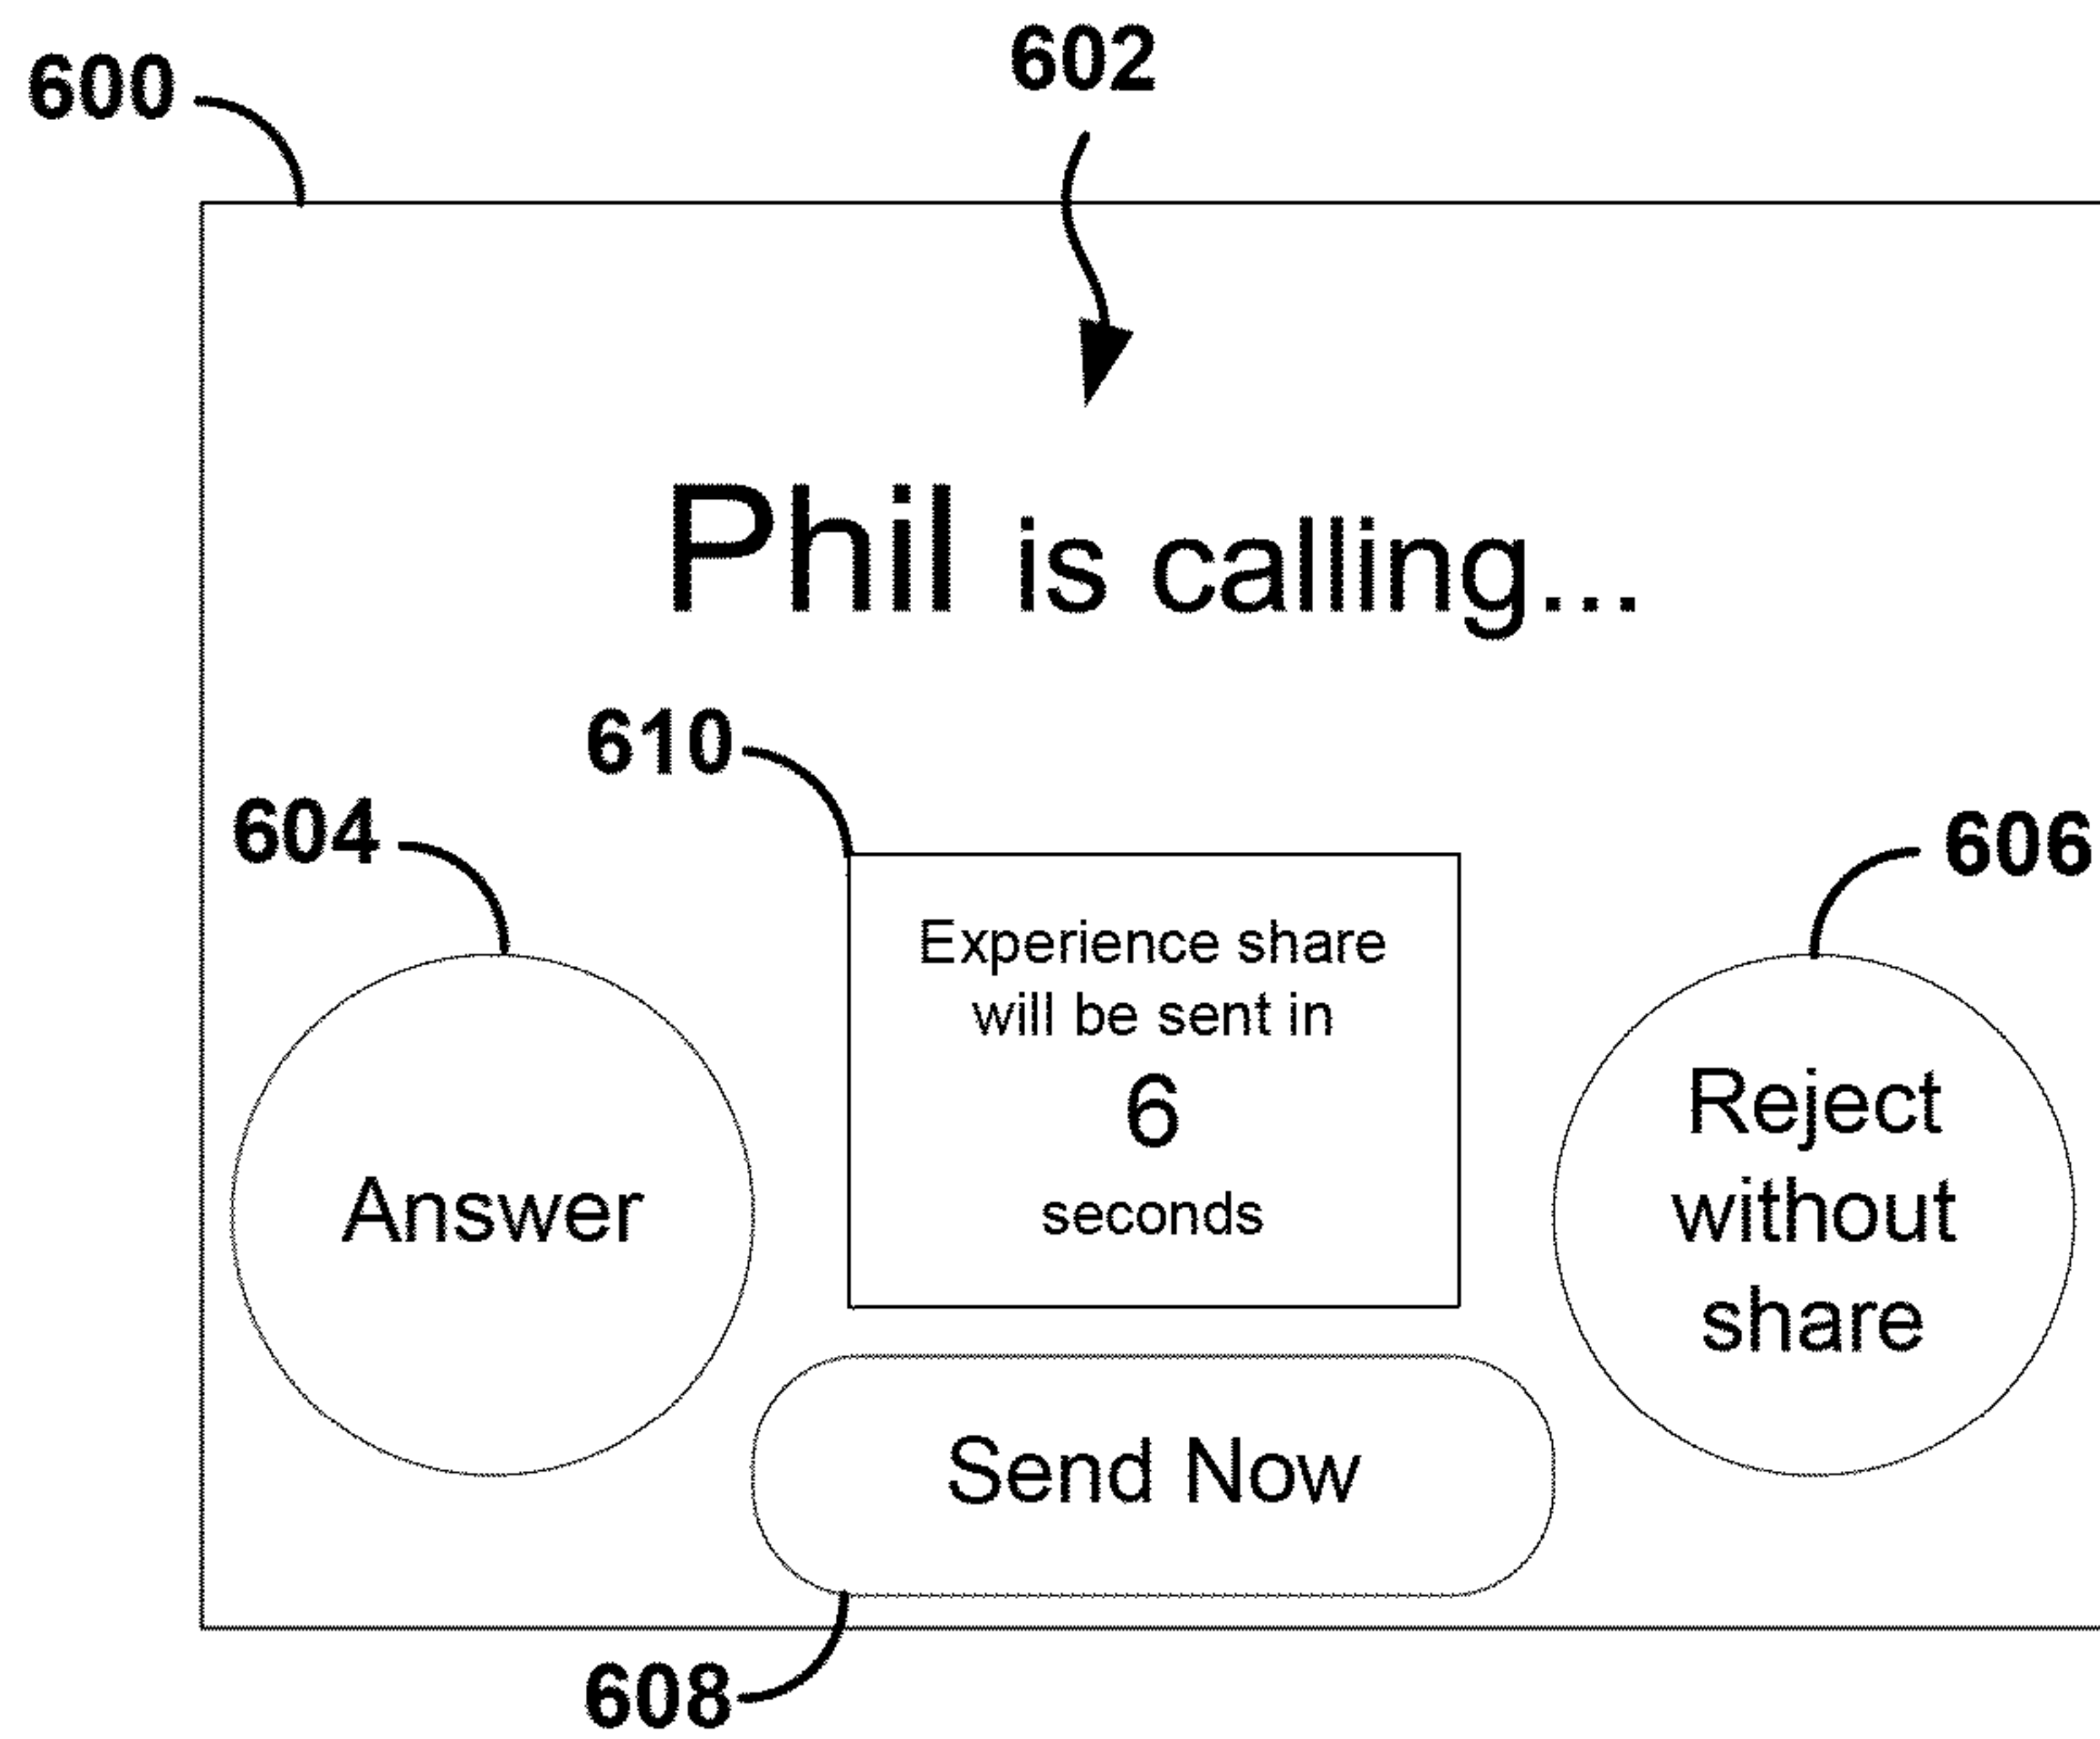 602
600
Phil is calling...
610
604
606
Experience share
will be sent in
6
seconds
Answer
Reject
without
share
Send Now
608